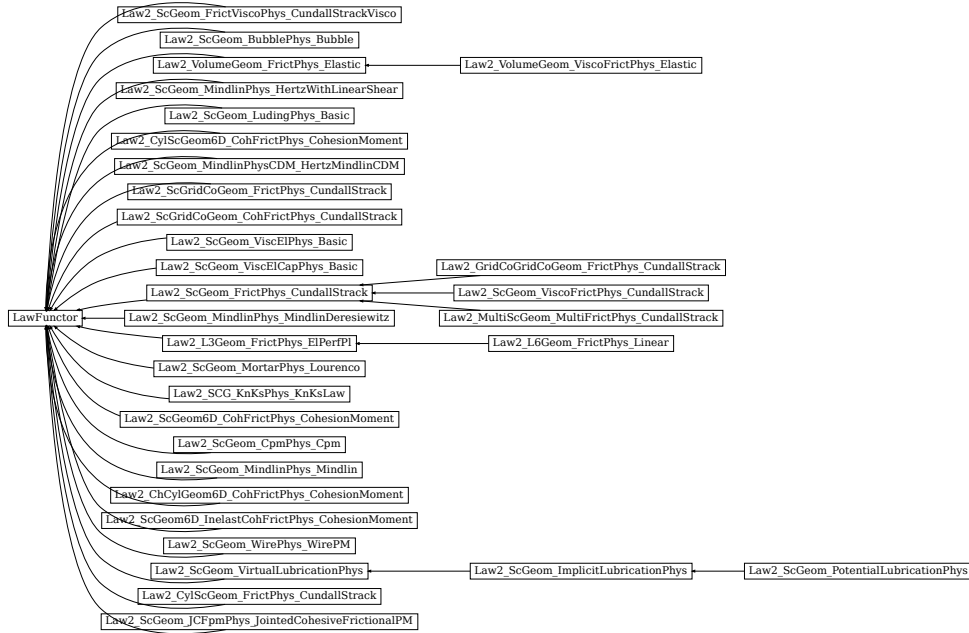 Law2_ScGeom_FrictViscoPhys_CundallStrackVisco
Law2_ScGeom_BubblePhys_Bubble
Law2_VolumeGeom_FrictPhys_Elastic
Law2_VolumeGeom_ViscoFrictPhys_Elastic
Law2_ScGeom_MindlinPhys_HertzWithLinearShear
Law2_ScGeom_LudingPhys_Basic
Law2_CylScGeom6D_CohFrictPhys_CohesionMoment
Law2_ScGeom_MindlinPhysCDM_HertzMindlinCDM
Law2_ScGridCoGeom_FrictPhys_CundallStrack
Law2_ScGridCoGeom_CohFrictPhys_CundallStrack
Law2_ScGeom_ViscElPhys_Basic
Law2_ScGeom_ViscElCapPhys_Basic
Law2_GridCoGridCoGeom_FrictPhys_CundallStrack
Law2_ScGeom_FrictPhys_CundallStrack
Law2_ScGeom_ViscoFrictPhys_CundallStrack
LawFunctor
Law2_ScGeom_MindlinPhys_MindlinDeresiewitz
Law2_MultiScGeom_MultiFrictPhys_CundallStrack
Law2_L3Geom_FrictPhys_ElPerfPl
Law2_L6Geom_FrictPhys_Linear
Law2_ScGeom_MortarPhys_Lourenco
Law2_SCG_KnKsPhys_KnKsLaw
Law2_ScGeom6D_CohFrictPhys_CohesionMoment
Law2_ScGeom_CpmPhys_Cpm
Law2_ScGeom_MindlinPhys_Mindlin
Law2_ChCylGeom6D_CohFrictPhys_CohesionMoment
Law2_ScGeom6D_InelastCohFrictPhys_CohesionMoment
Law2_ScGeom_WirePhys_WirePM
Law2_ScGeom_VirtualLubricationPhys
Law2_ScGeom_ImplicitLubricationPhys
Law2_ScGeom_PotentialLubricationPhys
Law2_CylScGeom_FrictPhys_CundallStrack
Law2_ScGeom_JCFpmPhys_JointedCohesiveFrictionalPM